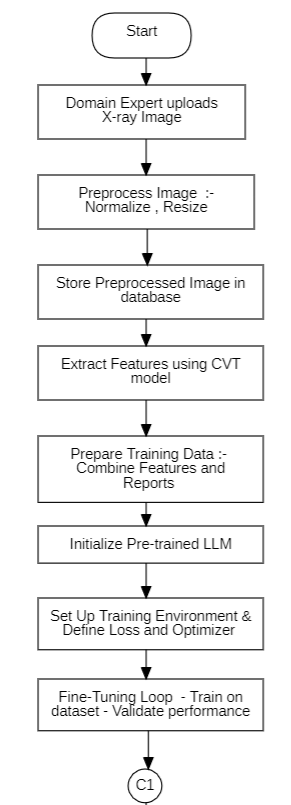 Start
Domain Expert uploads
X-ray Image
Preprocess Image :-
Normalize , Resize
Store Preprocessed Image in
database
Extract Features using CVT
model
Prepare Training Data :-
Combine Features and
Reports
Initialize Pre-trained LLM
Set Up Training Environment &
Define Loss and Optimizer
Fine-Tuning Loop - Train on
dataset - Validate performance
C1